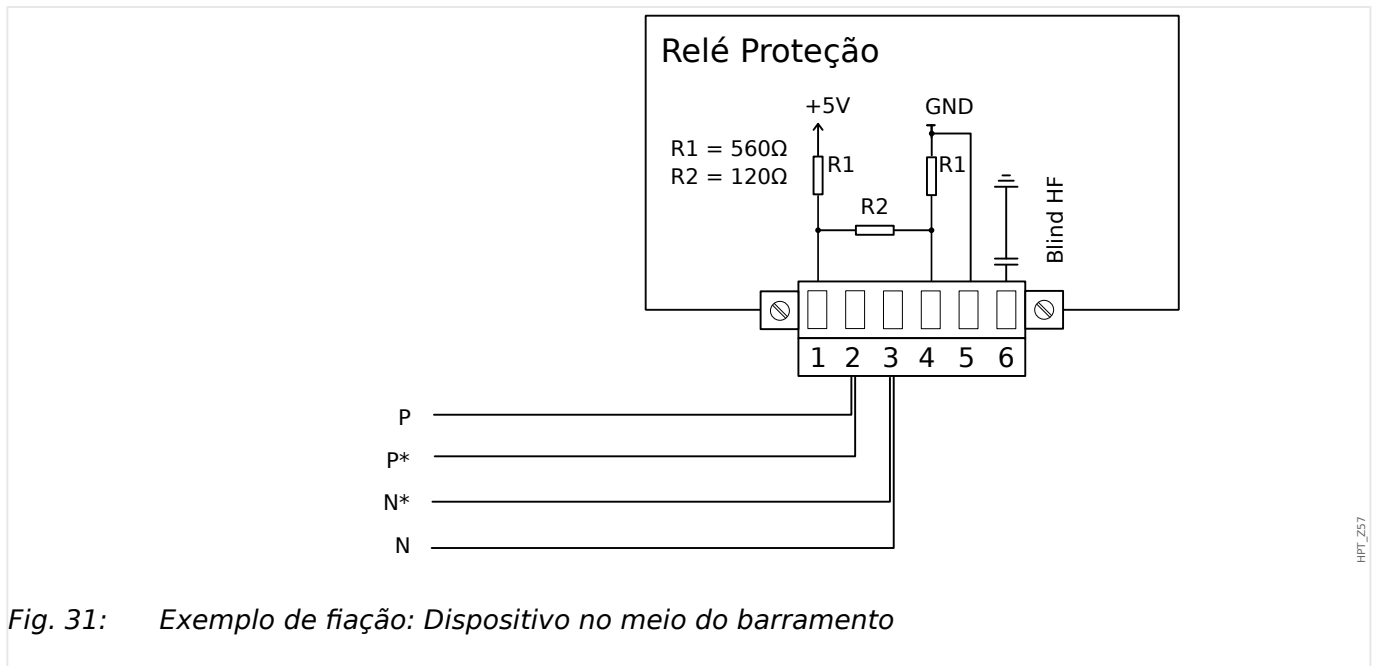 Relé Proteção
+5V
GND
R1 = 560Ω
R2 = 120Ω
R1
R1
R2
Blind HF
1 2 3 4 5 6
P
P*
N*
N
HPT_Z57
Fig. 31: Exemplo de fiação: Dispositivo no meio do barramento